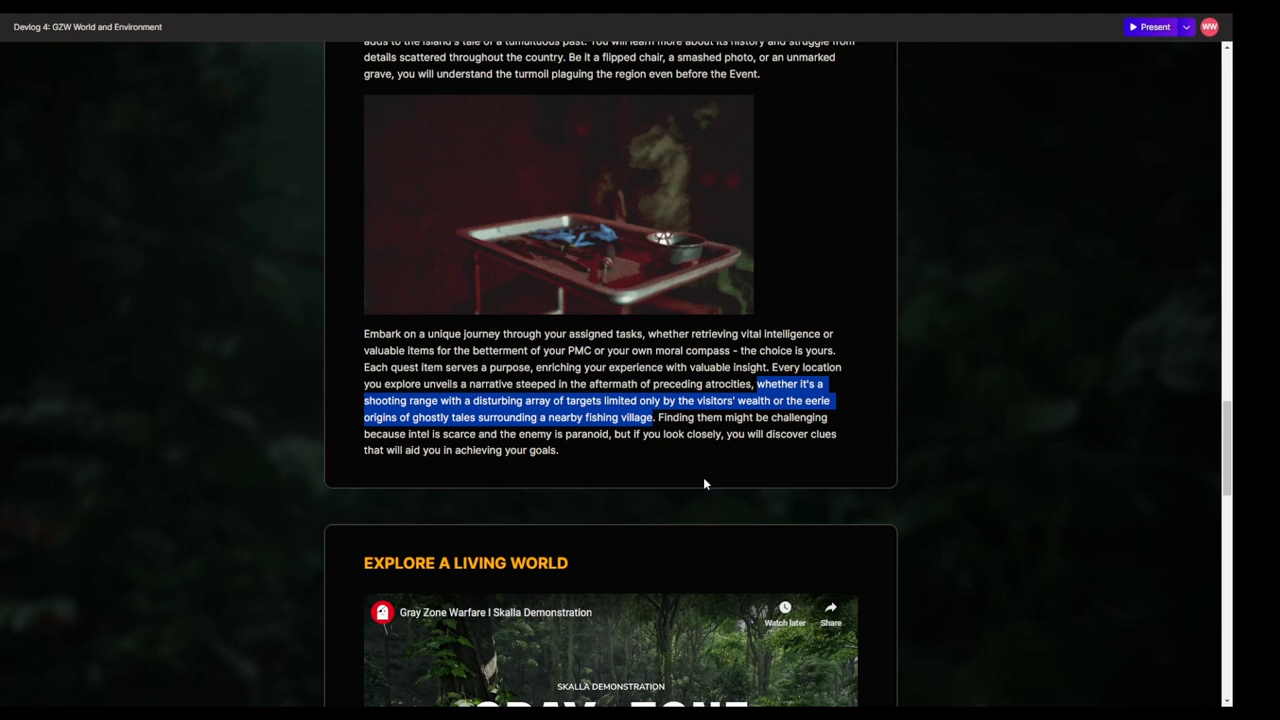 Devlog 4: GZW World and Environment
Present
WW
adds to the island's tale of a tumultuous past. You will learn more about its history and struggle from
details scattered throughout the country. Be it a flipped chair, a smashed photo, or an unmarked
grave, you will understand the turmoil plaguing the region even before the Event.
Embark on a unique journey through your assigned tasks, whether retrieving vital intelligence or
valuable items for the betterment of your PMC or your own moral compass - the choice is yours.
Each quest item serves a purpose, enriching your experience with valuable insight. Every location
you explore unveils a narrative steeped in the aftermath of preceding atrocities, whether it's a
shooting range with a disturbing array of targets limited only by the visitors' wealth or the eerie
origins of ghostly tales surrounding a nearby fishing village. Finding them might be challenging
because intel is scarce and the enemy is paranoid, but if you look closely, you will discover clues
that will aid you in achieving your goals.
EXPLORE A LIVING WORLD
Gray Zone Warfare I Skalla Demonstration
Watch later
Share
SKALLA DEMONSTRATION
GRAY ZONE